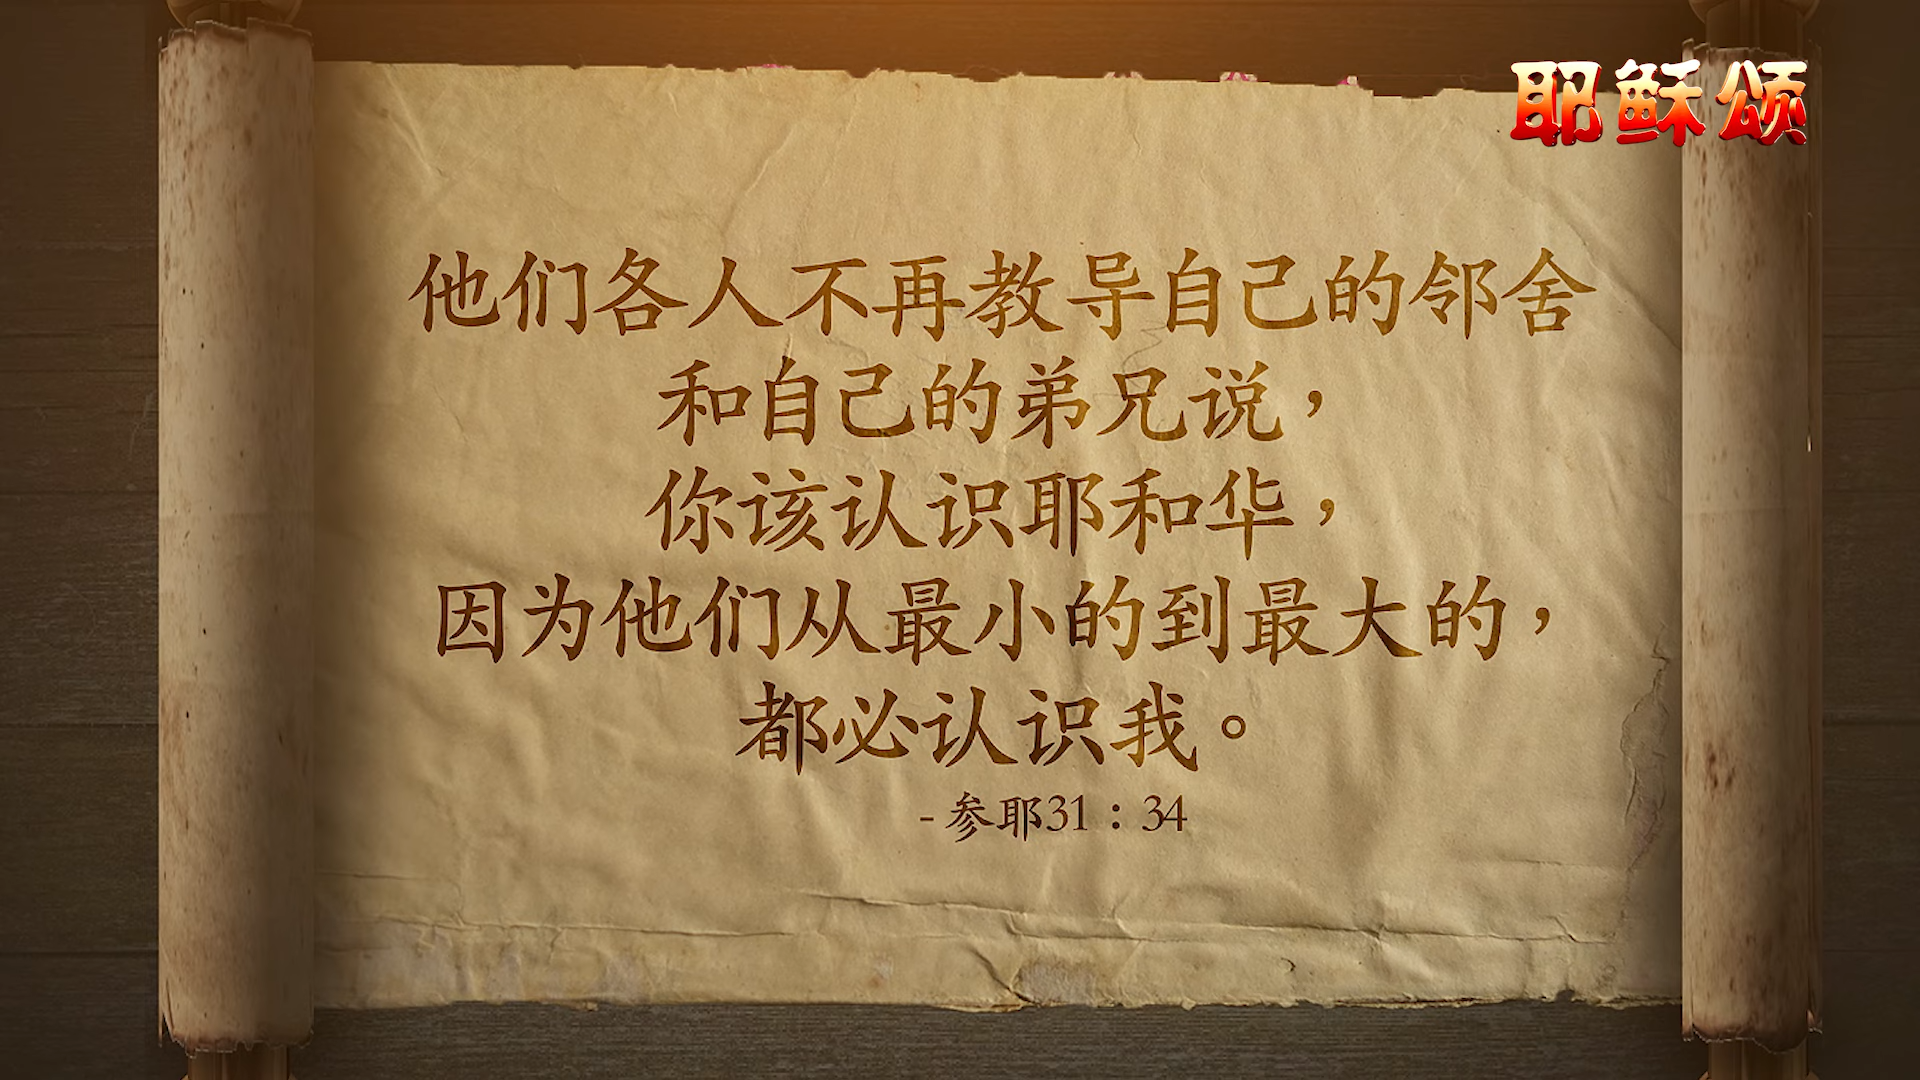 耶稣颂
他们各人不再教导自己的邻舍
和自己的弟兄说，
你该认识耶和华，
因为他们从最小的到最大的，
都必认识我。
- 参耶31：34